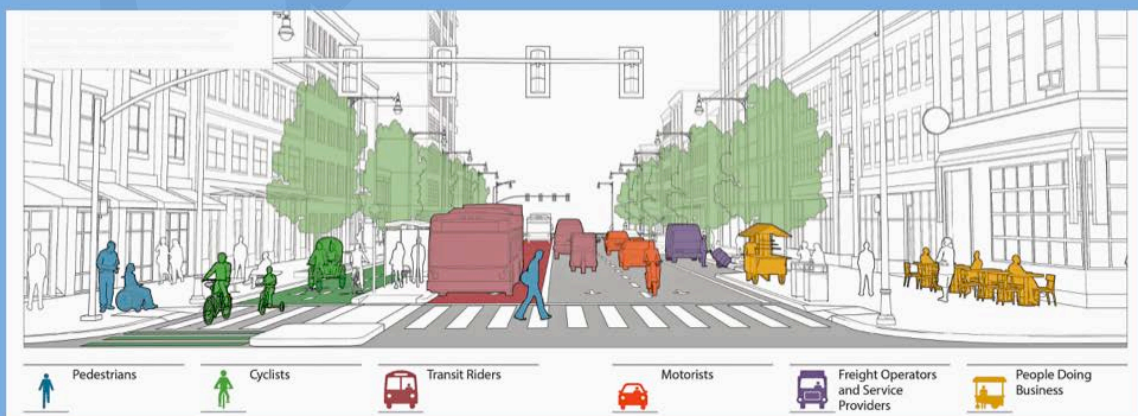 Pedestrians
Cyclists
Transit Riders
Motorists
Freight Operators
and Service
Providers
People Doing
Business